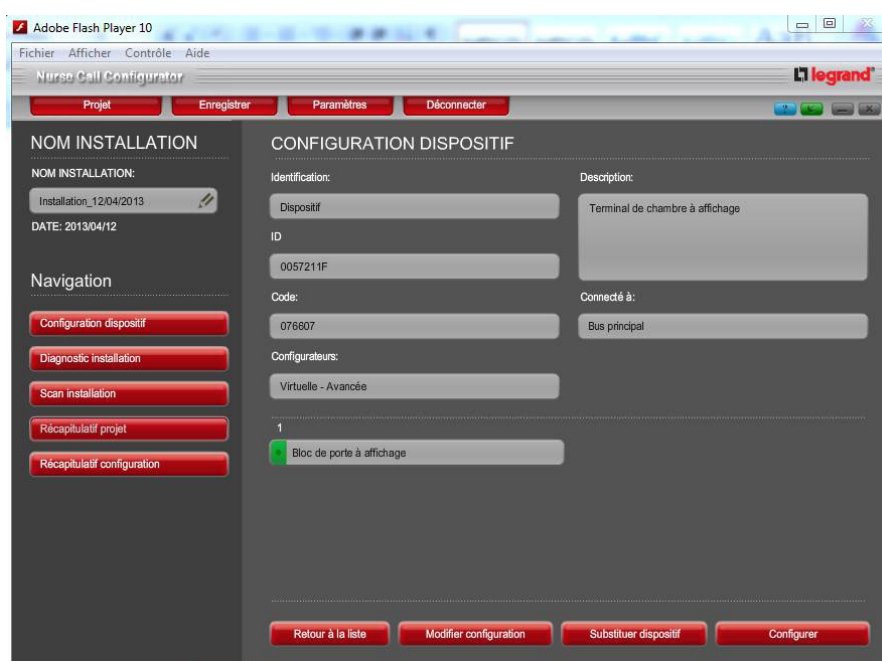 Adobe Flash Player 10
Fichier Afficher Contrôle Aide
Nurse Call Configurator
legrand
Projet Enregistrer Paramètres Déconnecter
NOM INSTALLATION
NOM INSTALLATION:
Installation_12/04/2013
DATE: 2013/04/12
Navigation
Configuration dispositif
Diagnostic installation
Scan installation
Récapitulatif projet
Récapitulatif configuration
CONFIGURATION DISPOSITIF
Identification:
Dispositif
Description:
Terminal de chambre à affichage
ID
0057211F
Code:
076607
Connecté à:
Bus principal
Configurateurs:
Virtuelle - Avancée
1
Bloc de porte à affichage
Retour à la liste Modifier configuration Substituer dispositif Configurer